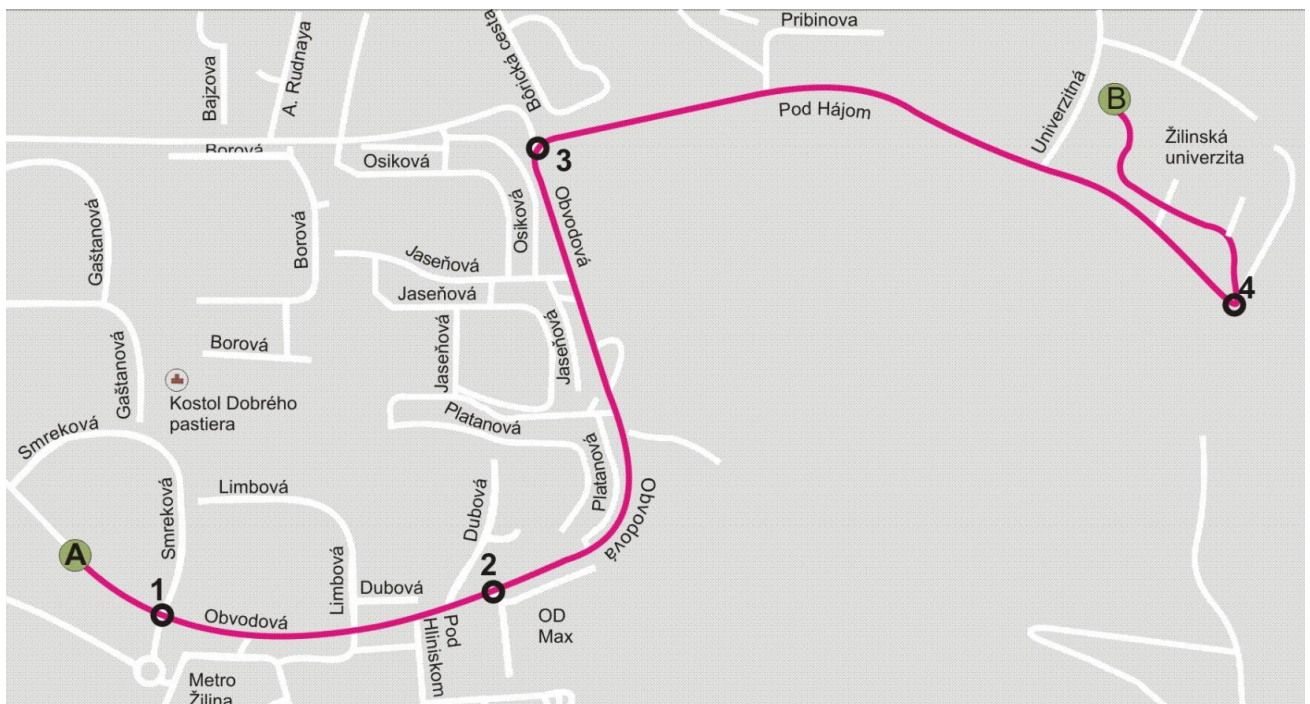 Pribinova
Bôrická cesta
A. Rudnaya
Bajzova
Pod Hájom
Univerzitná
B
Žilinská
univerzita
Borová
Osiková
3
Obvodová
Osiková
Gaštanová
Borová
Jaseňová
Jaseňová
4
Borová
Gaštanová
Jaseňová
Jaseňová
Kostol Dobrého
pastiera
Platanová
Smreková
Platanová
Limbová
Dubová
Obvodová
Smreková
A
1
2
Limbová
Dubová
Obvodová
Pod
Hliniskom
OD
Max
Metro
Žilina